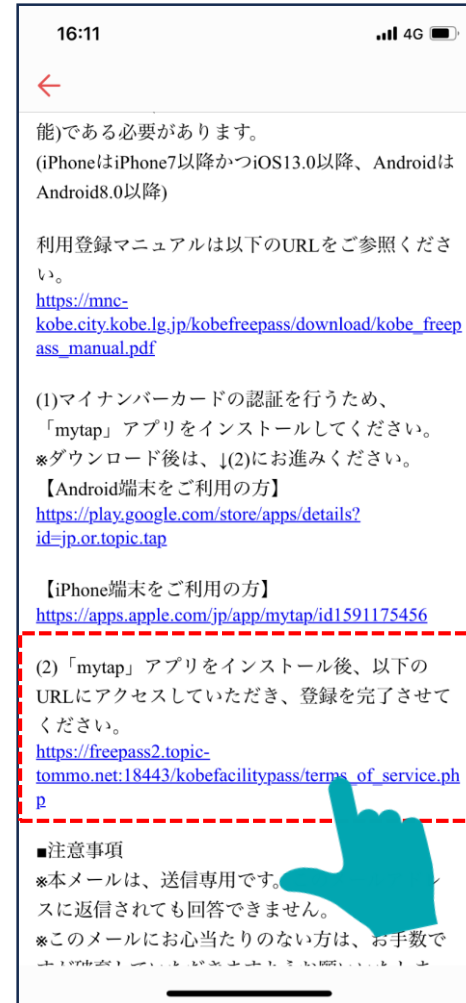 16:11
4G
能)である必要があります。
(iPhoneはiPhone7以降かつiOS13.0以降、Androidは
Android8.0以降)
利用登録マニュアルは以下のURLをご参照くださ
い。
https://mnc-
kobe.city.kobe.lg.jp/kobefreepass/download/kobe_freep
ass_manual.pdf
(1)マイナンバーカードの認証を行うため、
「mytap」アプリをインストールしてください。
※ダウンロード後は、↓(2)にお進みください。
【Android端末をご利用の方】
https://play.google.com/store/apps/details?
id=jp.or.topic.tap
【iPhone端末をご利用の方】
https://apps.apple.com/jp/app/mytap/id1591175456
(2)「mytap」アプリをインストール後、以下の
URLにアクセスしていただき、登録を完了させて
ください。
https://freepass2.topic-
tommo.net:18443/kobefacilitypass/terms_of_service.ph
p
■注意事項
※本メールは、送信専用です。
スに返信されても回答できません。
※このメールにお心当たりのない方は、お手数で